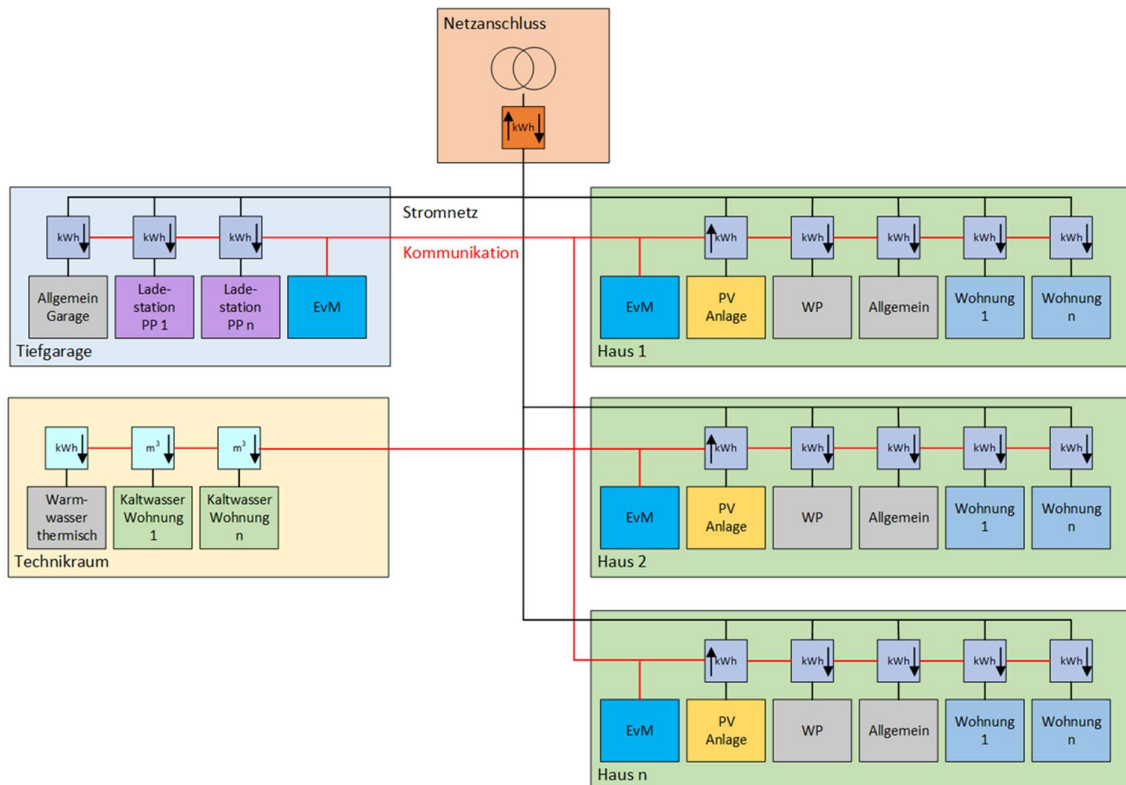 Netzanschluss
kWh
Stromnetz
Kommunikation
kWh
kWh
kWh
Allgemein
Garage
Lade-
station
PP 1
Lade-
station
PP n
EvM
Tiefgarage
kWh
kWh
kWh
kWh
kWh
EvM
PV
Anlage
WP
Allgemein
Wohnung
1
Wohnung
n
Haus 1
kWh
m³
m³
Warm-
wasser
thermisch
Kaltwasser
Wohnung
1
Kaltwasser
Wohnung
n
Technikraum
kWh
kWh
kWh
kWh
kWh
EvM
PV
Anlage
WP
Allgemein
Wohnung
1
Wohnung
n
Haus 2
kWh
kWh
kWh
kWh
kWh
EvM
PV
Anlage
WP
Allgemein
Wohnung
1
Wohnung
n
Haus n